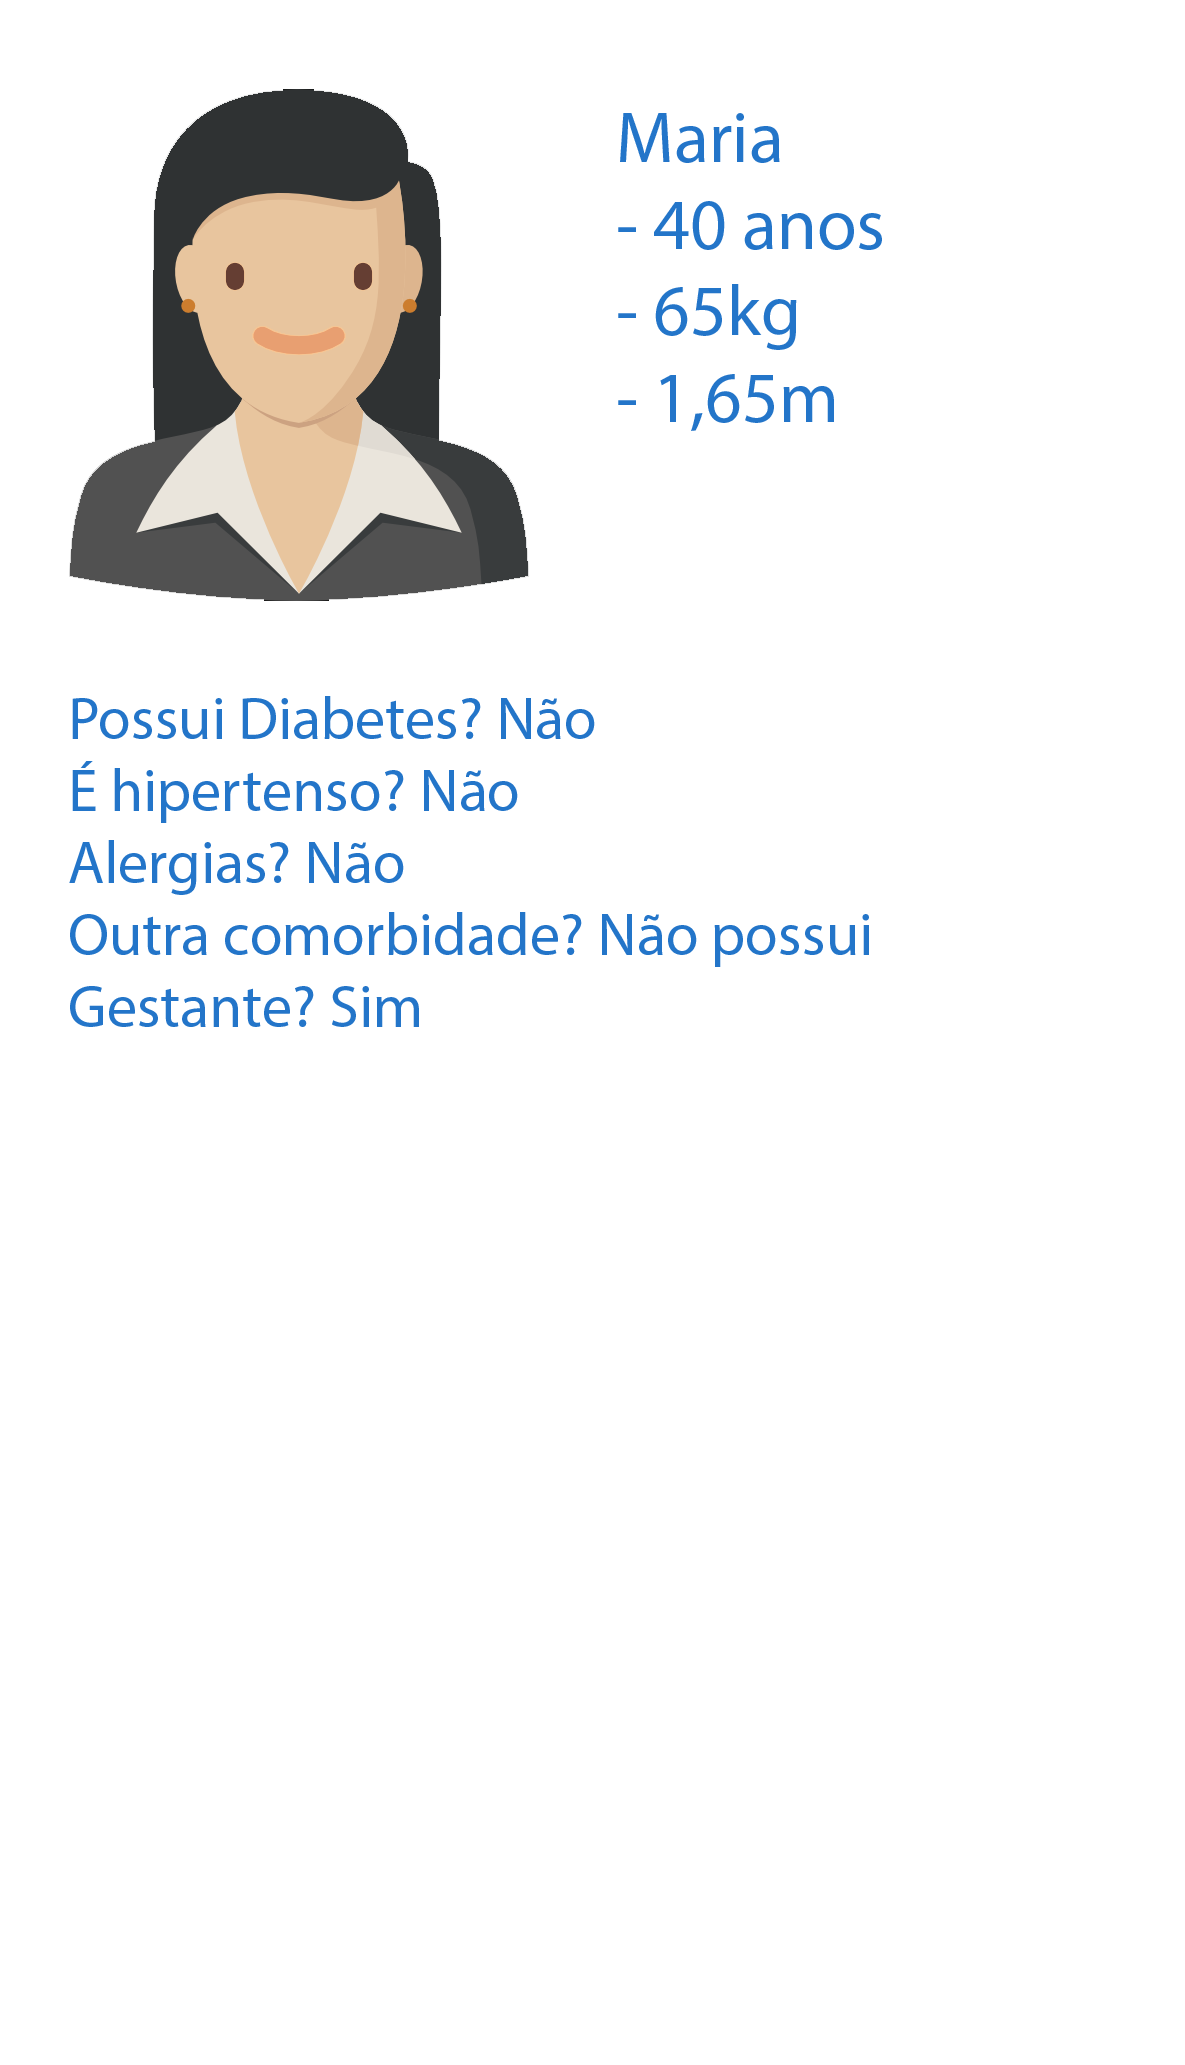 Maria
- 40 anos
- 65kg
- 1,65m
Possui Diabetes? Não
É hipertenso? Não
Alergias? Não
Outra comorbidade? Não possui
Gestante? Sim